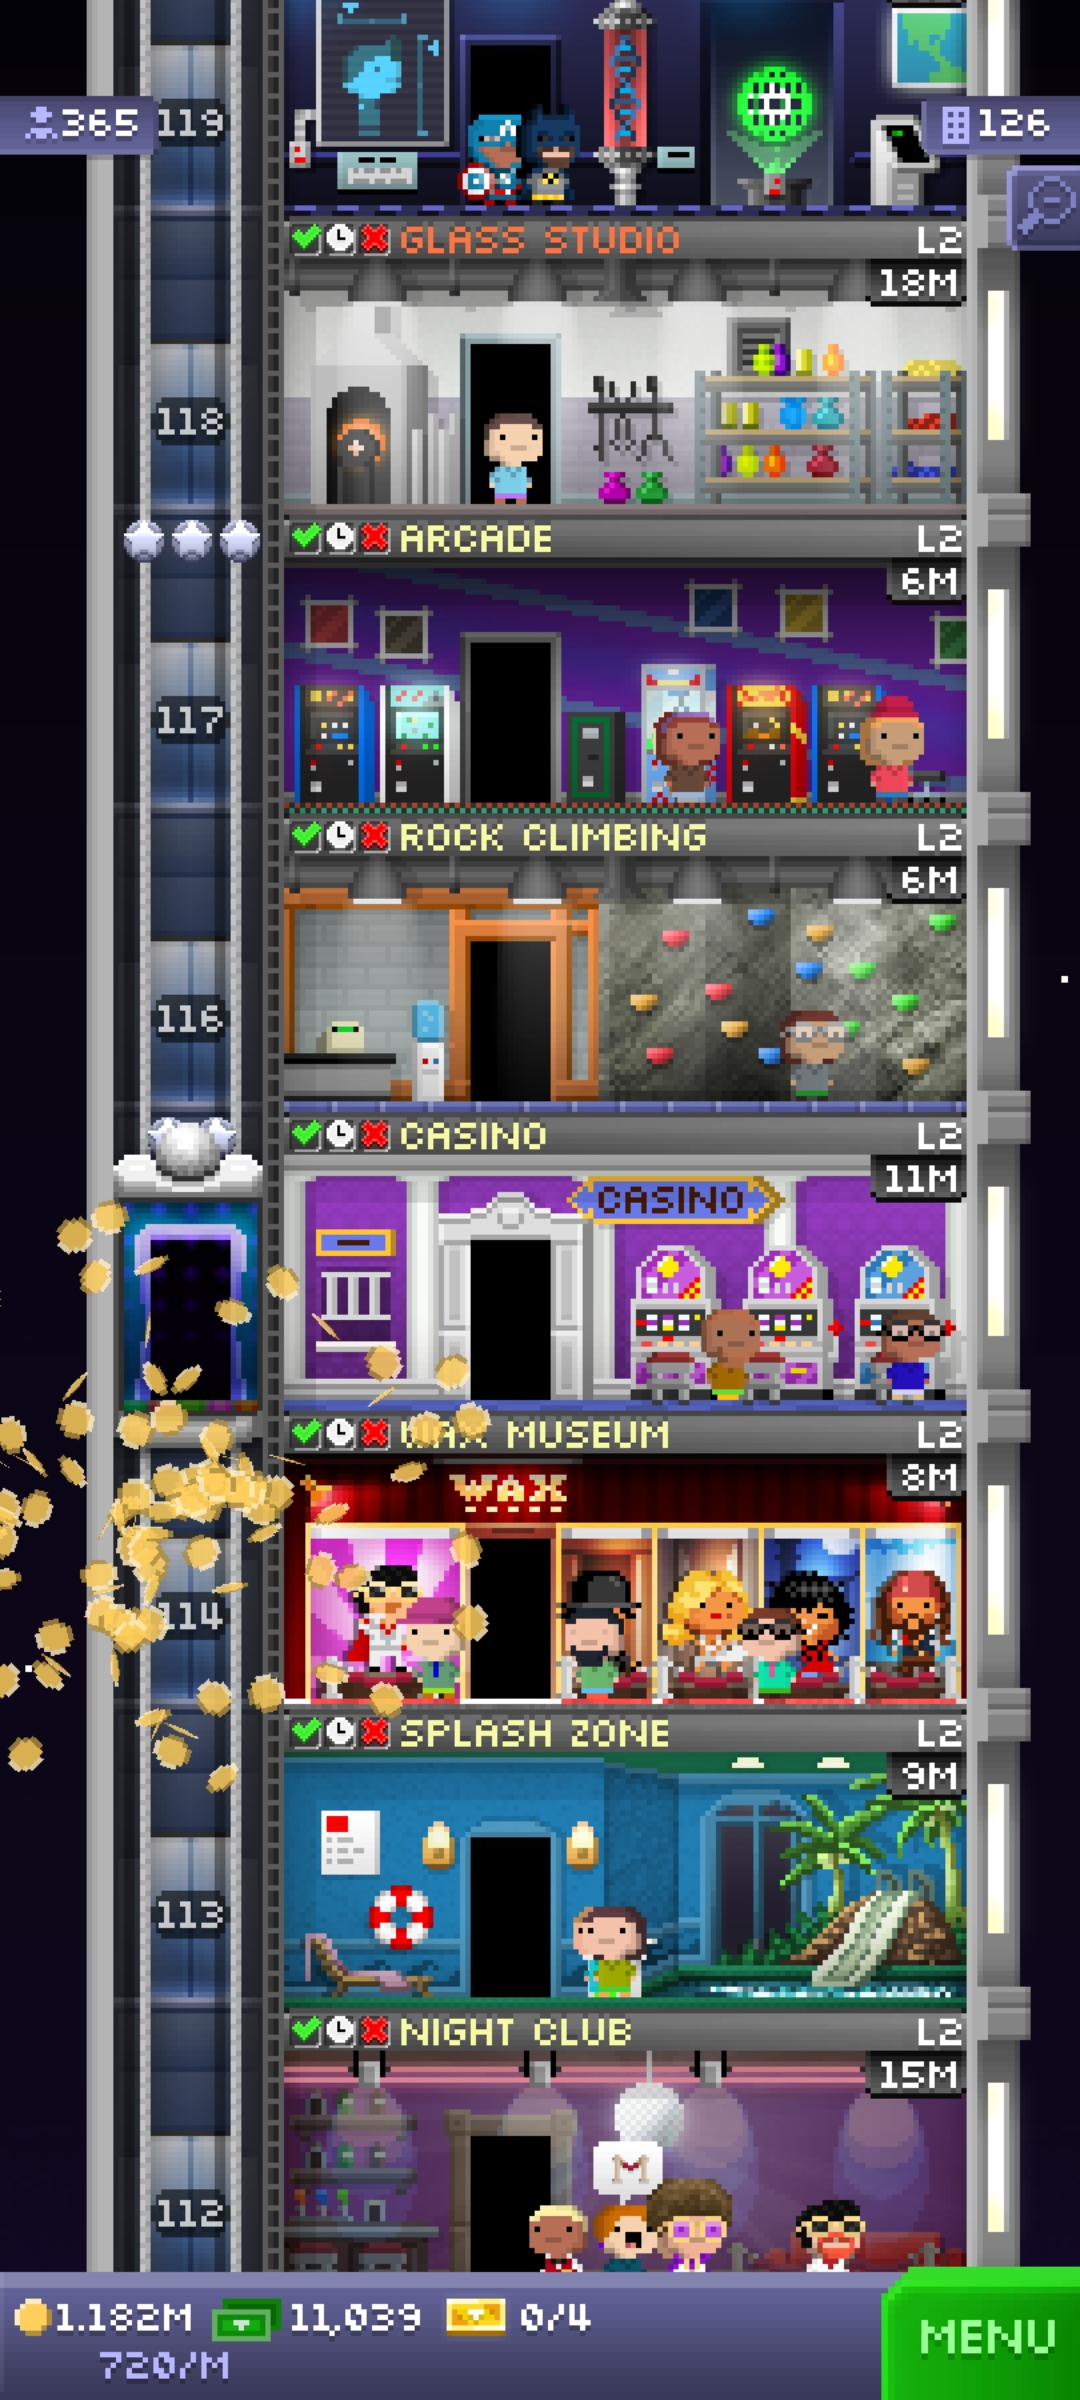 365
119
126
GLASS STUDIO L2
18M
118
ARCADE L2
6M
117
ROCK CLIMBING L2
6M
116
CASINO L2
11M
CASINO
WAX MUSEUM L2
8M
WAX
114
SPLASH ZONE L2
9M
113
NIGHT CLUB L2
15M
M
112
1.182M 11,039 0/4
720/M
MENU